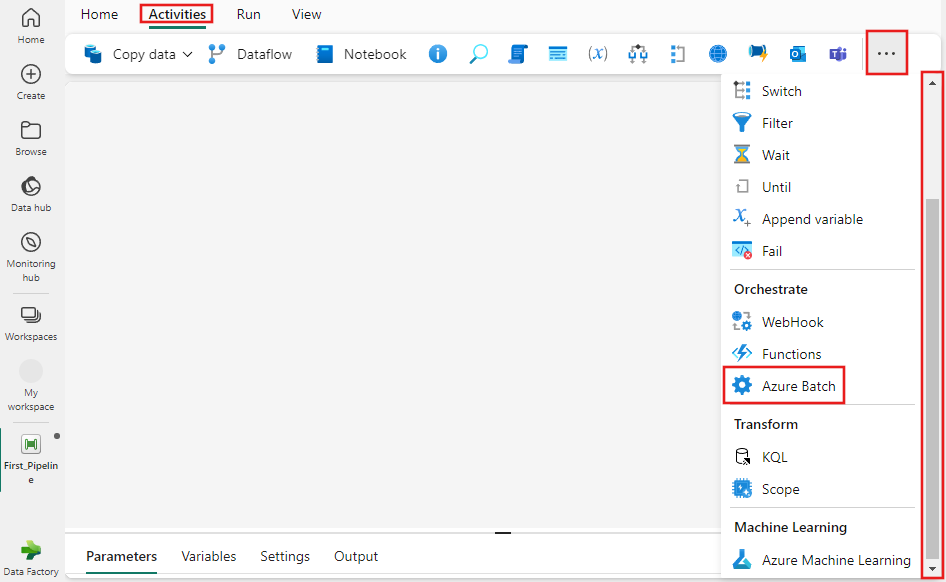 Home
Create
Browse
Data hub
Monitoring
hub
Workspaces
My
workspace
First_Pipelin
e
Data Factory
Home Activities Run View
Copy data Dataflow Notebook (x) ...
Switch
Filter
Wait
Until
Append variable
Fail
Orchestrate
WebHook
Functions
Azure Batch
Transform
KQL
Scope
Machine Learning
Azure Machine Learning
Parameters Variables Settings Output